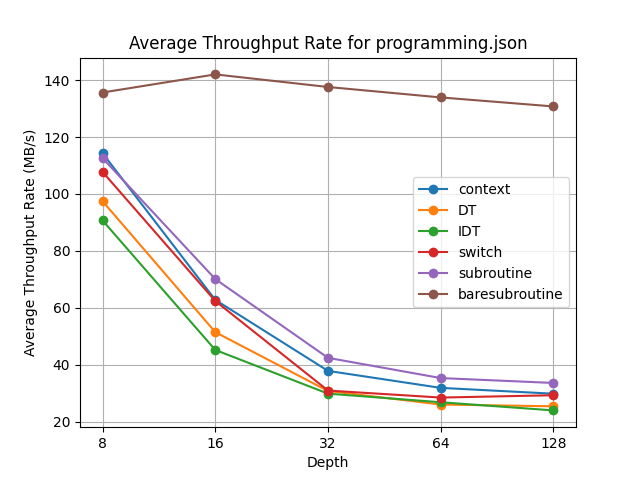 Average Throughput Rate for programming.json
Average Throughput Rate (MB/s)
140
120
100
80
60
40
20
context
DT
IDT
switch
subroutine
baresubroutine
8 16 32 64 128
Depth